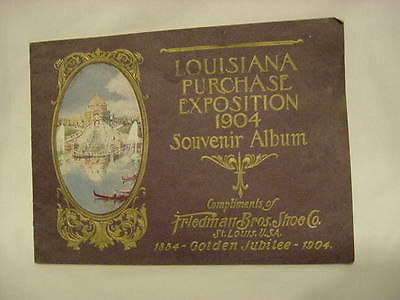 LOUISIANA
PURCHASE
EXPOSITION
1904
Souvenir Album
Compliments of
Friedman Bros. Shoe Co.
St. Louis, U.S.A.
1854 - Golden Jubilee - 1904.